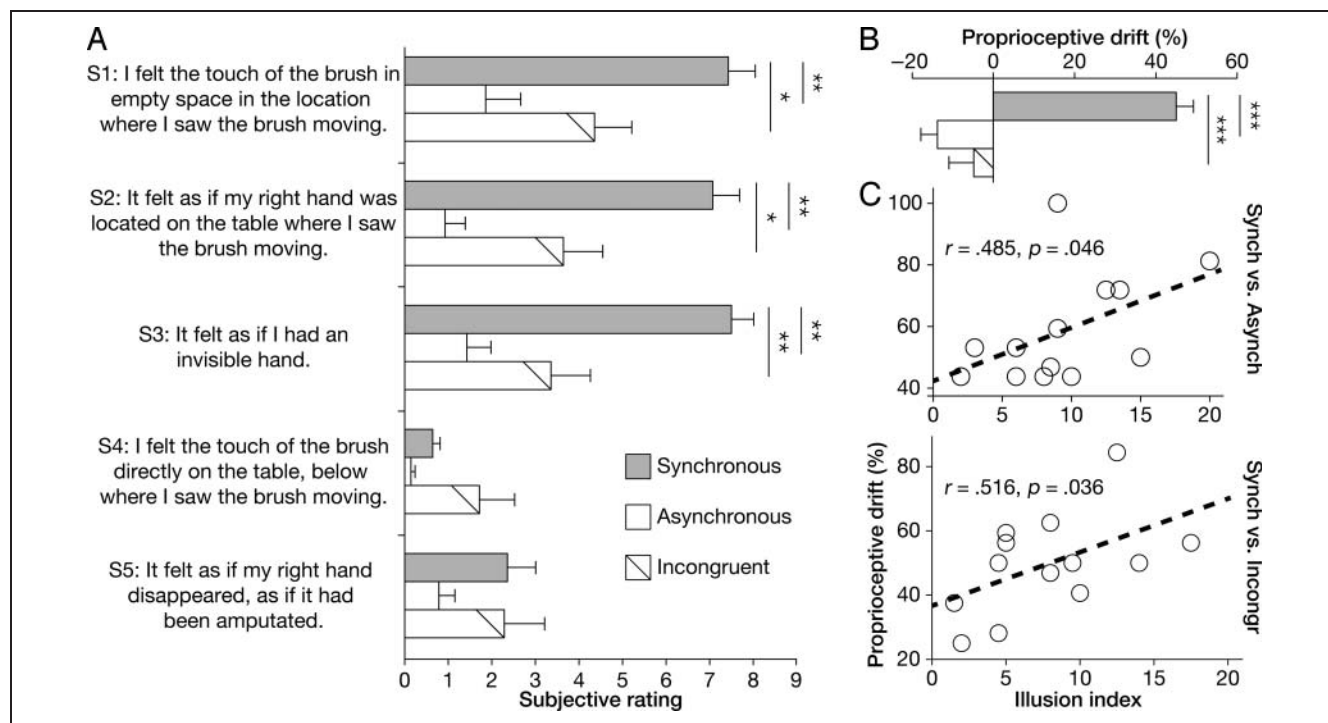 A
S1: I felt the touch of the brush in
empty space in the location
where I saw the brush moving.
**
*
S2: It felt as if my right hand was
located on the table where I saw
the brush moving.
**
*
S3: It felt as if I had an
invisible hand.
**
**
S4: I felt the touch of the brush
directly on the table, below
where I saw the brush moving.
S5: It felt as if my right hand
disappeared, as if it had
been amputated.
Synchronous
Asynchronous
Incongruent
0 1 2 3 4 5 6 7 8 9
Subjective rating
B
Proprioceptive drift (%)
−20 0 20 40 60
***
***
C
100
80
60
40
r = .485, p = .046
0 5 10 15 20
Synch vs. Asynch
80
60
40
20
r = .516, p = .036
0 5 10 15 20
Proprioceptive drift (%)
Illusion index
Synch vs. Incongr